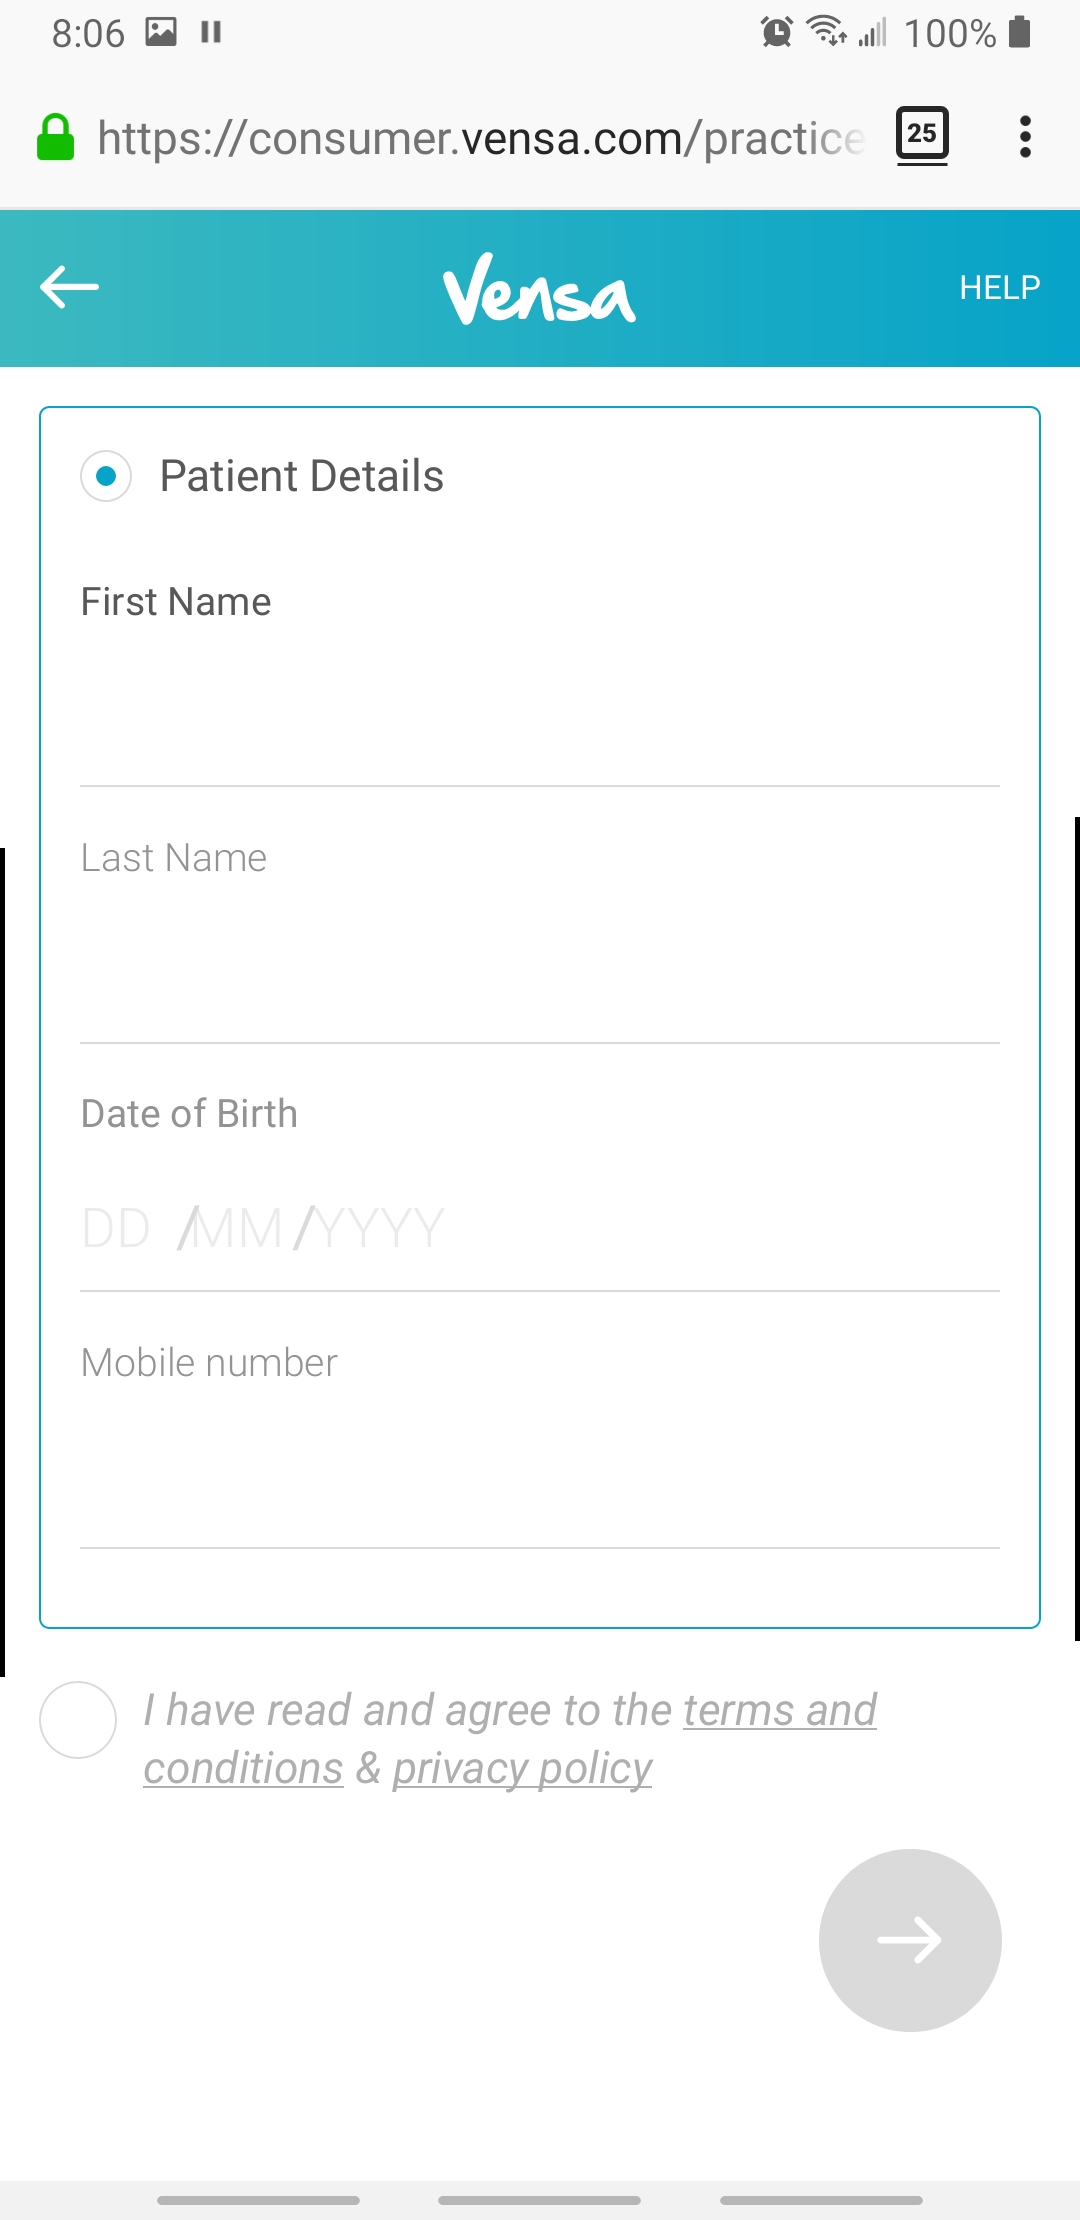 8:06
100%
https://consumer.vensa.com/practice
25
Vensa
HELP
Patient Details
First Name
Last Name
Date of Birth
DD /MM /YYYY
Mobile number
I have read and agree to the terms and
conditions & privacy policy